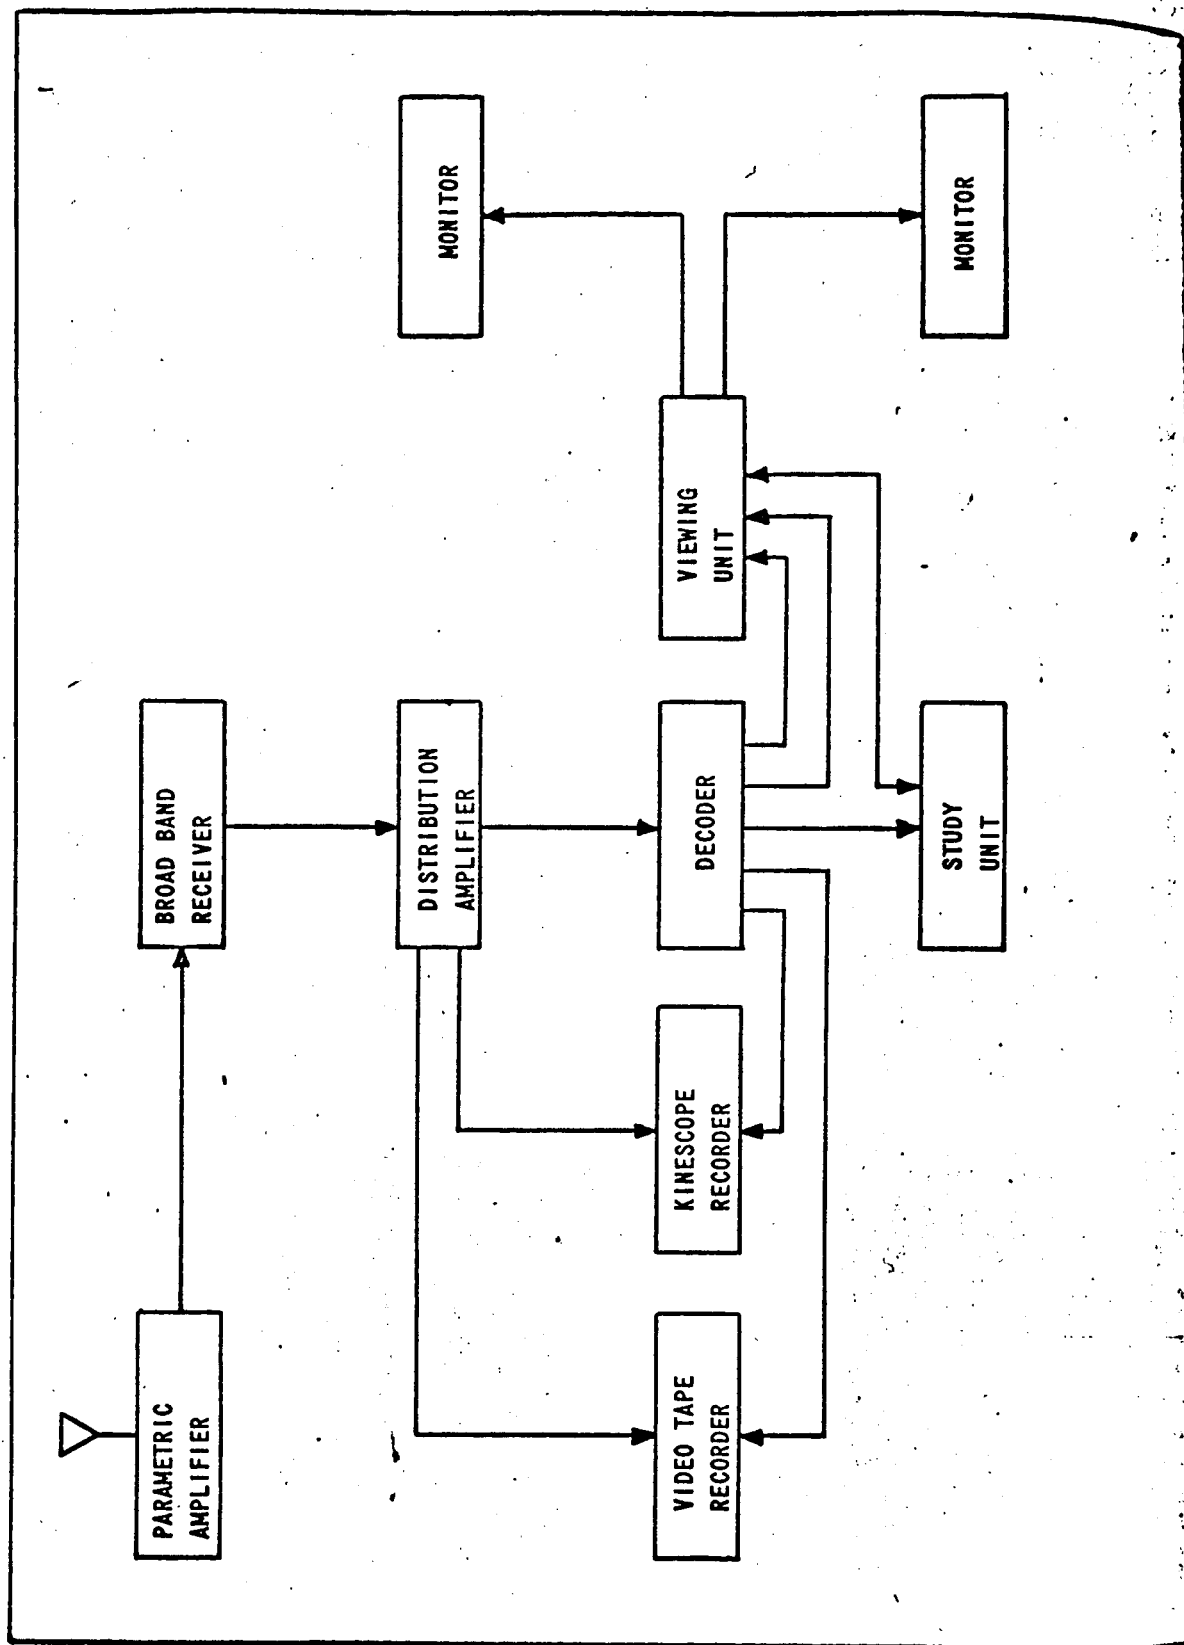 PARAMETRIC
AMPLIFIER
BROAD BAND
RECEIVER
DISTRIBUTION
AMPLIFIER
MONITOR
VIDEO TAPE
RECORDER
KINESCOPE
RECORDER
DECODER
VIEWING
UNIT
STUDY
UNIT
MONITOR